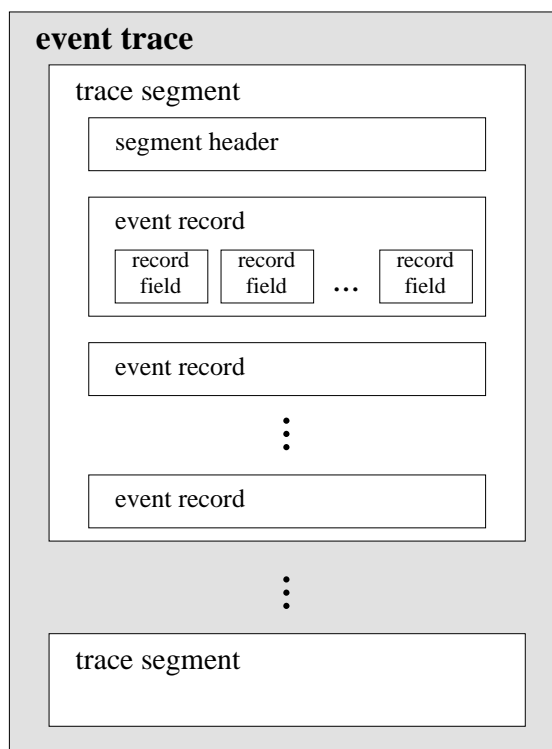 event trace
trace segment
segment header
event record
record record record
field field ... field
event record
event record
trace segment